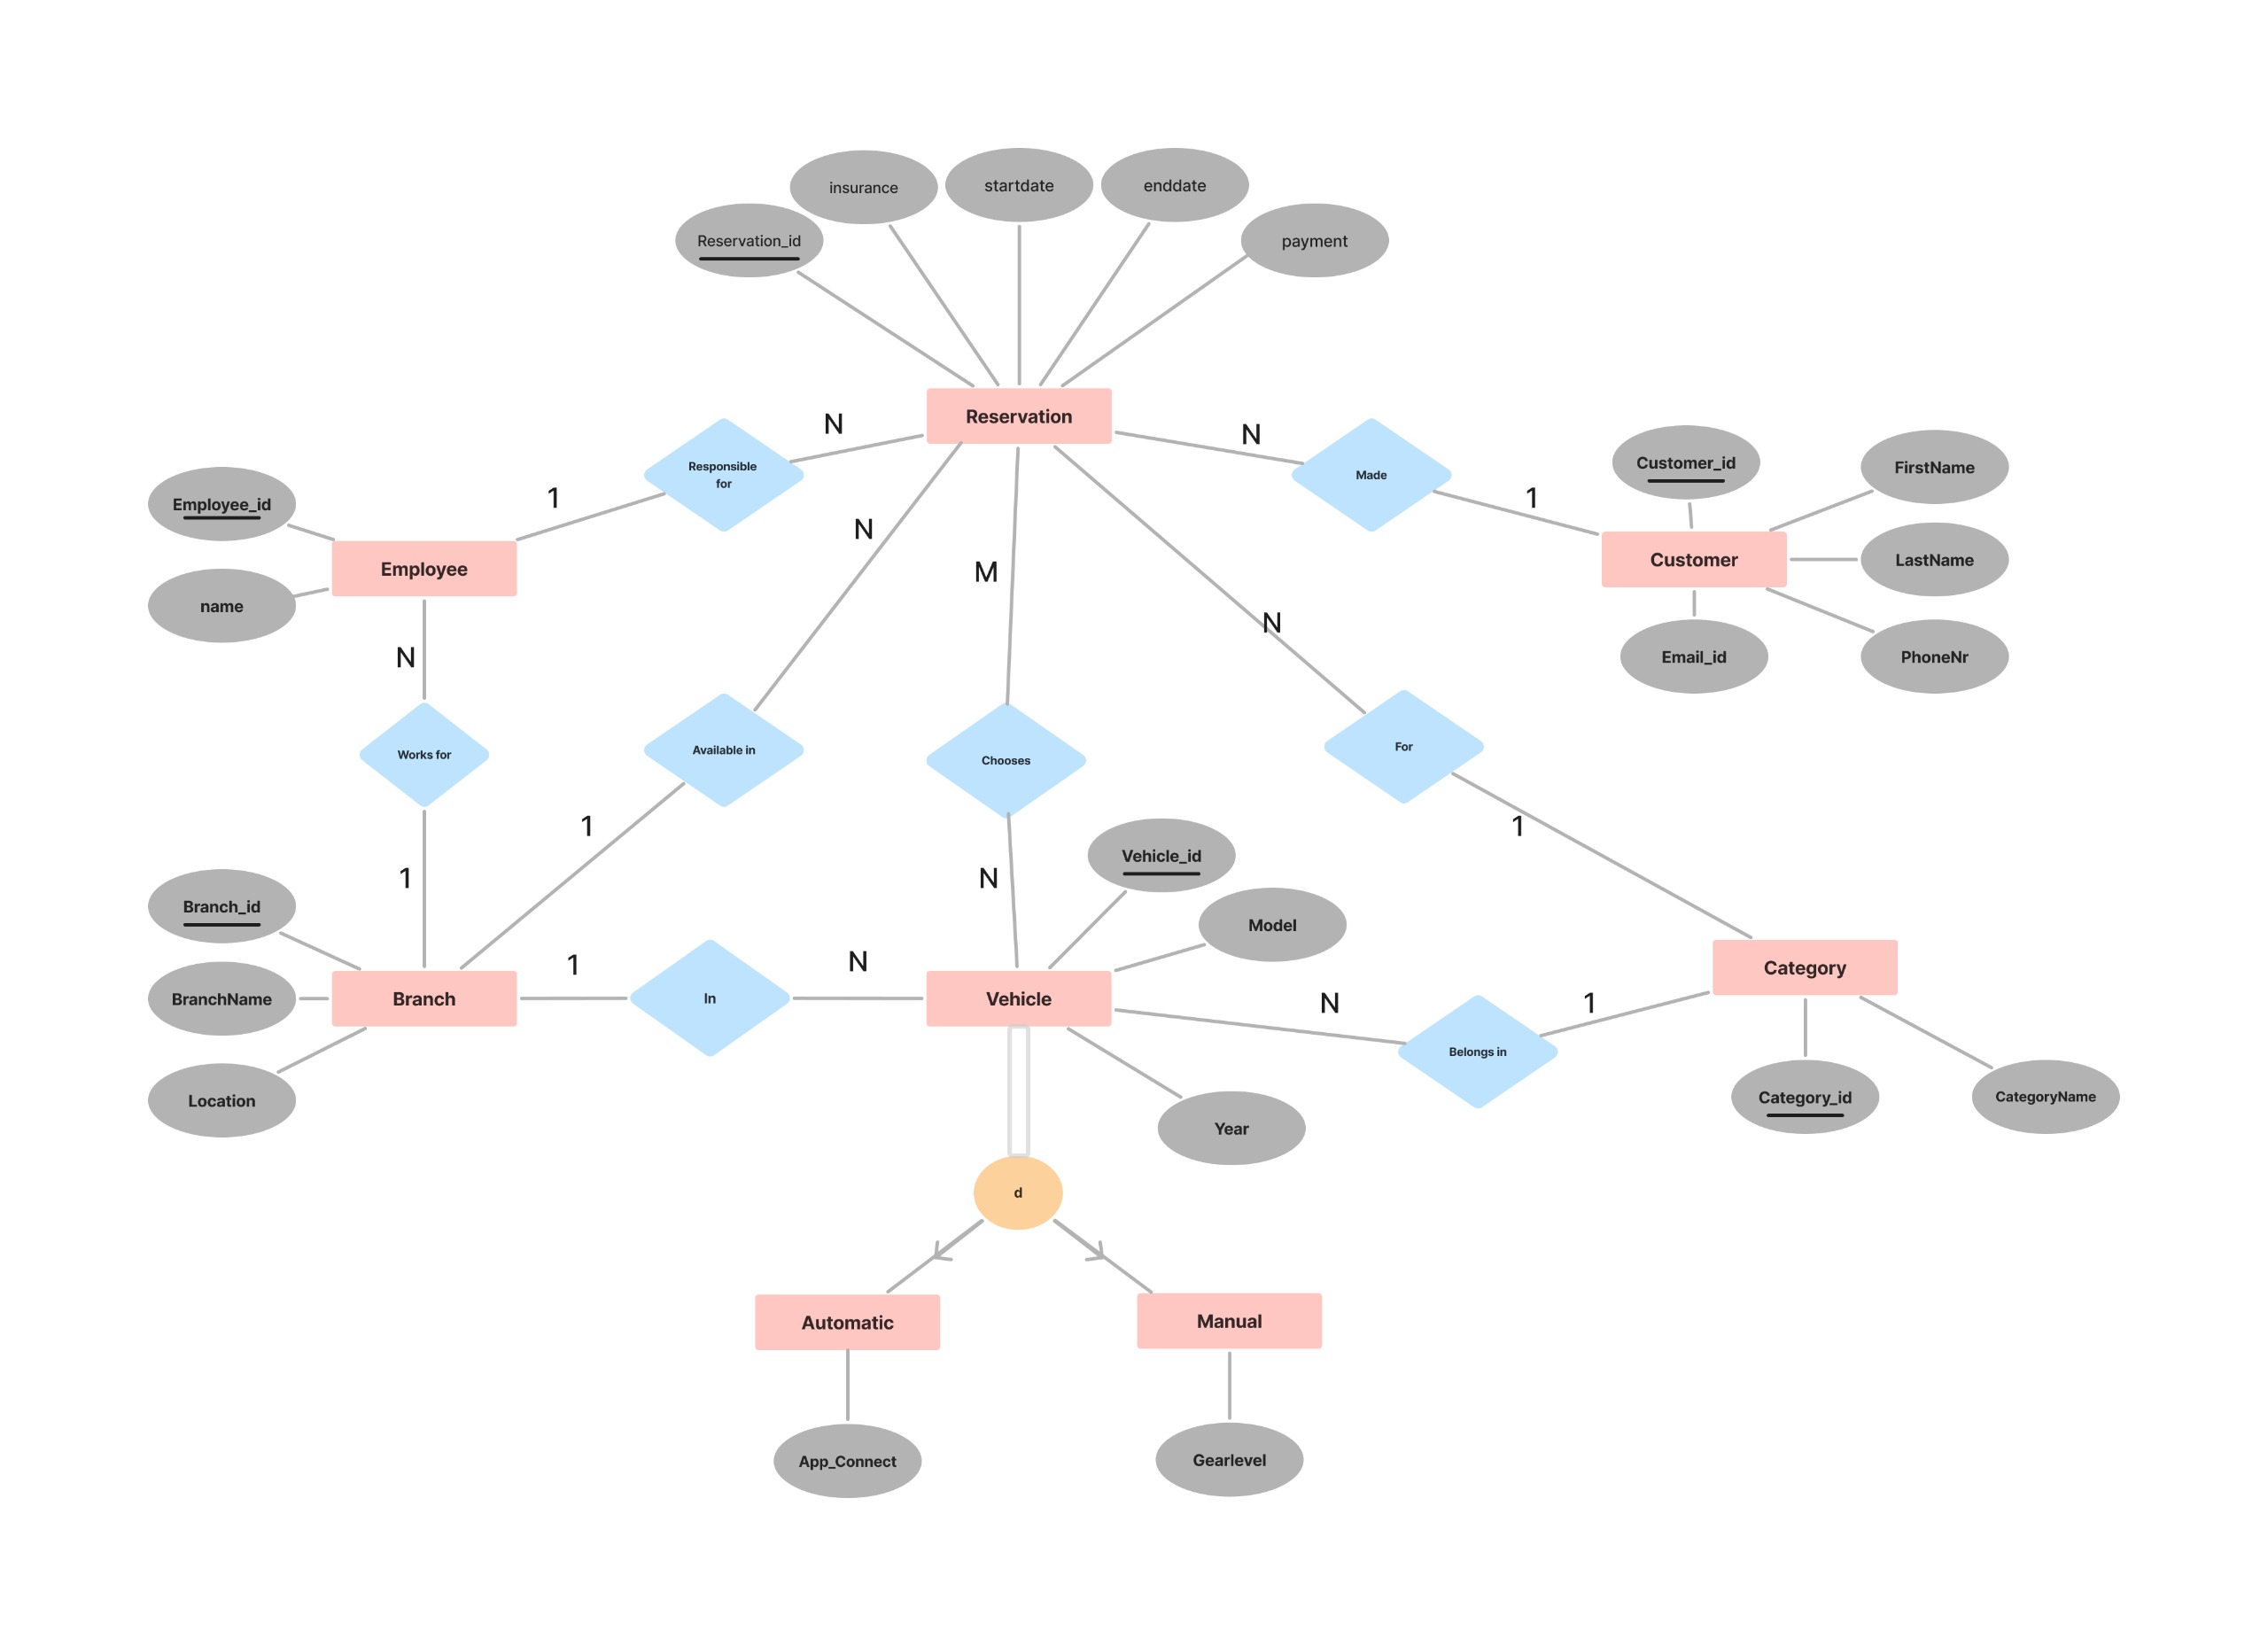 insurance
startdate
enddate
Reservation_id
payment
Reservation
N
N
Responsible
for
Made
Customer_id
FirstName
1
1
Employee_id
N
Customer
LastName
Employee
M
name
N
Email_id
PhoneNr
N
Works for
Available in
Chooses
For
1
1
Vehicle_id
1
N
Branch_id
Model
1
N
Category
BranchName
Branch
In
Vehicle
N
1
Belongs in
Location
Year
Category_id
CategoryName
d
Automatic
Manual
App_Connect
Gearlevel